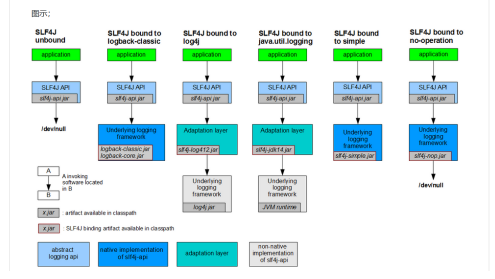 图示;
SLF4J unbound
SLF4J bound to logback-classic
SLF4J bound to log4j
SLF4J bound to java.util.logging
SLF4J bound to simple
SLF4J bound to no-operation
application
application
application
application
application
application
SLF4J API
slf4j-api.jar
SLF4J API
slf4j-api.jar
SLF4J API
slf4j-api.jar
SLF4J API
slf4j-api.jar
SLF4J API
slf4j-api.jar
SLF4J API
slf4j-api.jar
/dev/null
Underlying logging
framework
logback-classic.jar
logback-core.jar
Adaptation layer
slf4j-log412.jar
Adaptation layer
slf4j-jdk14.jar
Underlying
logging
framework
slf4j-simple.jar
Underlying
logging
framework
slf4j-nop.jar
Underlying
logging
framework
log4j.jar
Underlying
logging
framework
JVM runtime
/dev/null
A
B
A invoking
software located
in B
x.jar
artifact available in classpath
x.jar
SLF4J binding artifact available in classpath
abstract
logging api
native implementation
of slf4j-api
adaptation layer
non-native
implementation
of slf4j-api